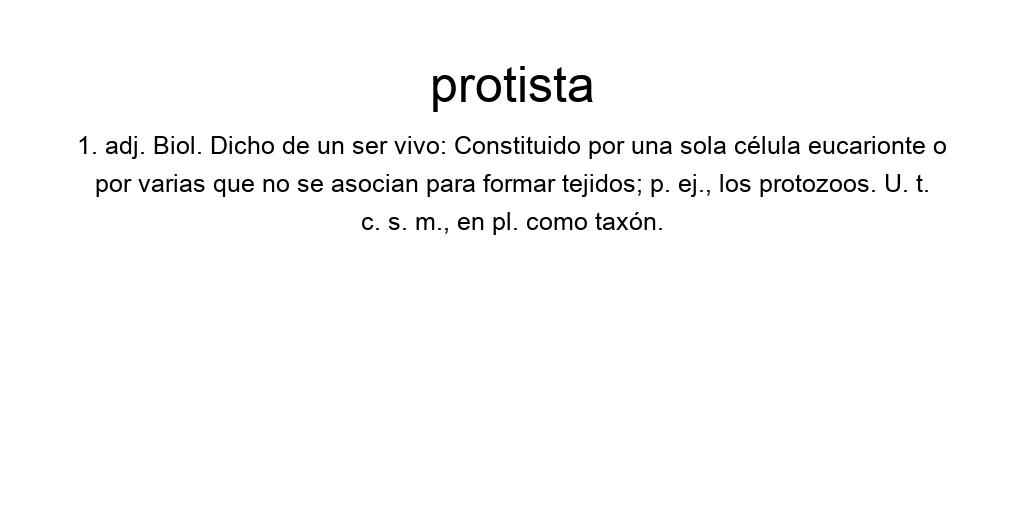 protista
1. adj. Biol. Dicho de un ser vivo: Constituido por una sola célula eucarionte o
por varias que no se asocian para formar tejidos; p. ej., los protozoos. U. t.
c. s. m., en pl. como taxón.